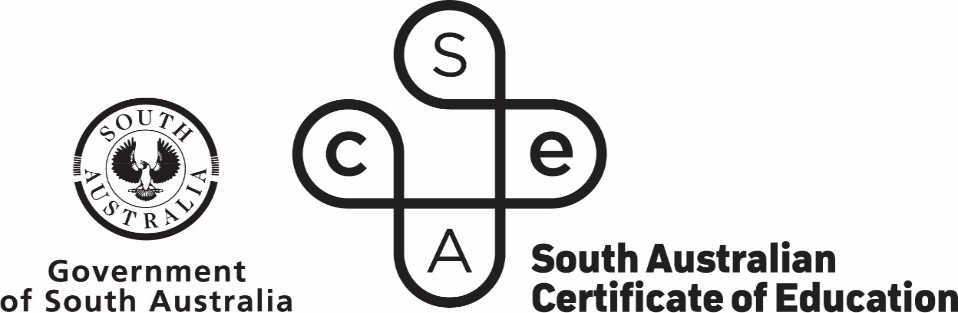 SOUTH
AUSTRALIA
Government
of South Australia
S
c e
A
South Australian
Certificate of Education